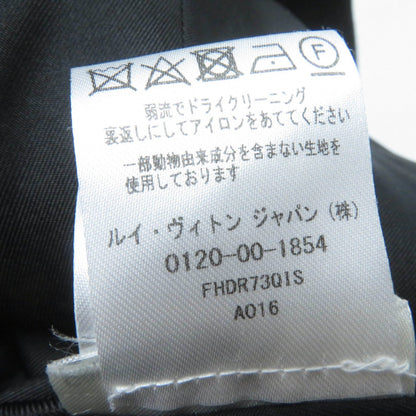 F
弱流でドライクリーニング
裏返しにしてアイロンをあててください
一部動物由来成分を含まない生地を
使用しております
ルイ・ヴィトン ジャパン (株)
0120-00-1854
FHDR73QIS
A016